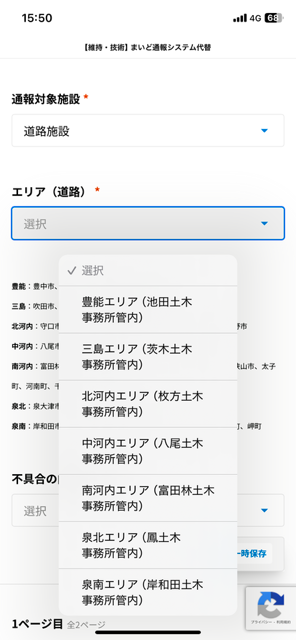 15:50
4G 68
【維持・技術】まいど通報システム代替
通報対象施設 *
道路施設
エリア（道路） *
選択
✓ 選択
豊能エリア（池田土木
事務所管内）
三島エリア（茨木土木
事務所管内）
北河内エリア（枚方土木
事務所管内）
中河内エリア（八尾土木
事務所管内）
南河内エリア（富田林土木
事務所管内）
泉北エリア（鳳土木
事務所管内）
泉南エリア（岸和田土木
事務所管内）
豊能：豊中市、
三島：吹田市、
北河内：守口市 野市
中河内：八尾市
南河内：富田林 狭山市、太子
町、河南町、千
泉北：泉大津市
泉南：岸和田市 町、岬町
不具合の
選択
一時保存
1ページ目 全2ページ
プライバシー・利用規約